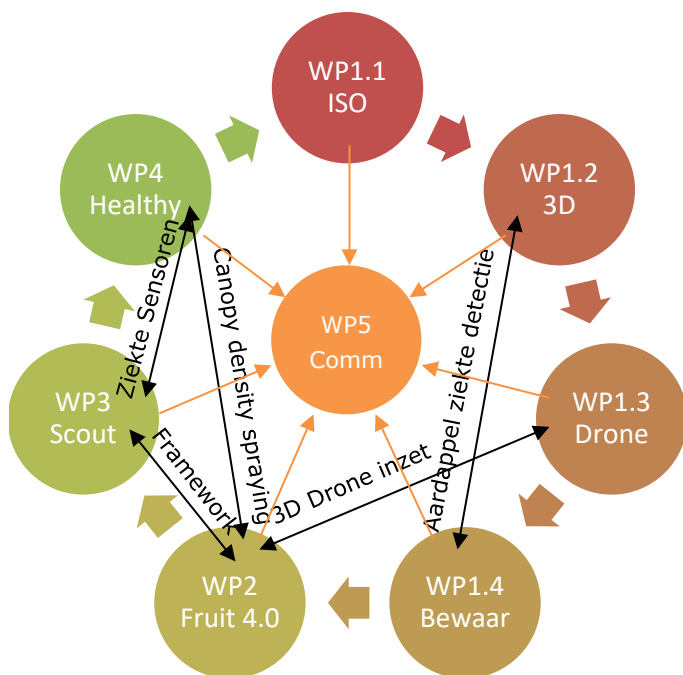 WP1.1
ISO
WP1.2
3D
WP4
Healthy
Ziekte Sensoren
Canopy density spraying
Aardappel ziekte detectie
WP5
Comm
WP3
Scout
WP1.3
Drone
Framework
3D Drone inzet
WP2
Fruit 4.0
WP1.4
Bewaar